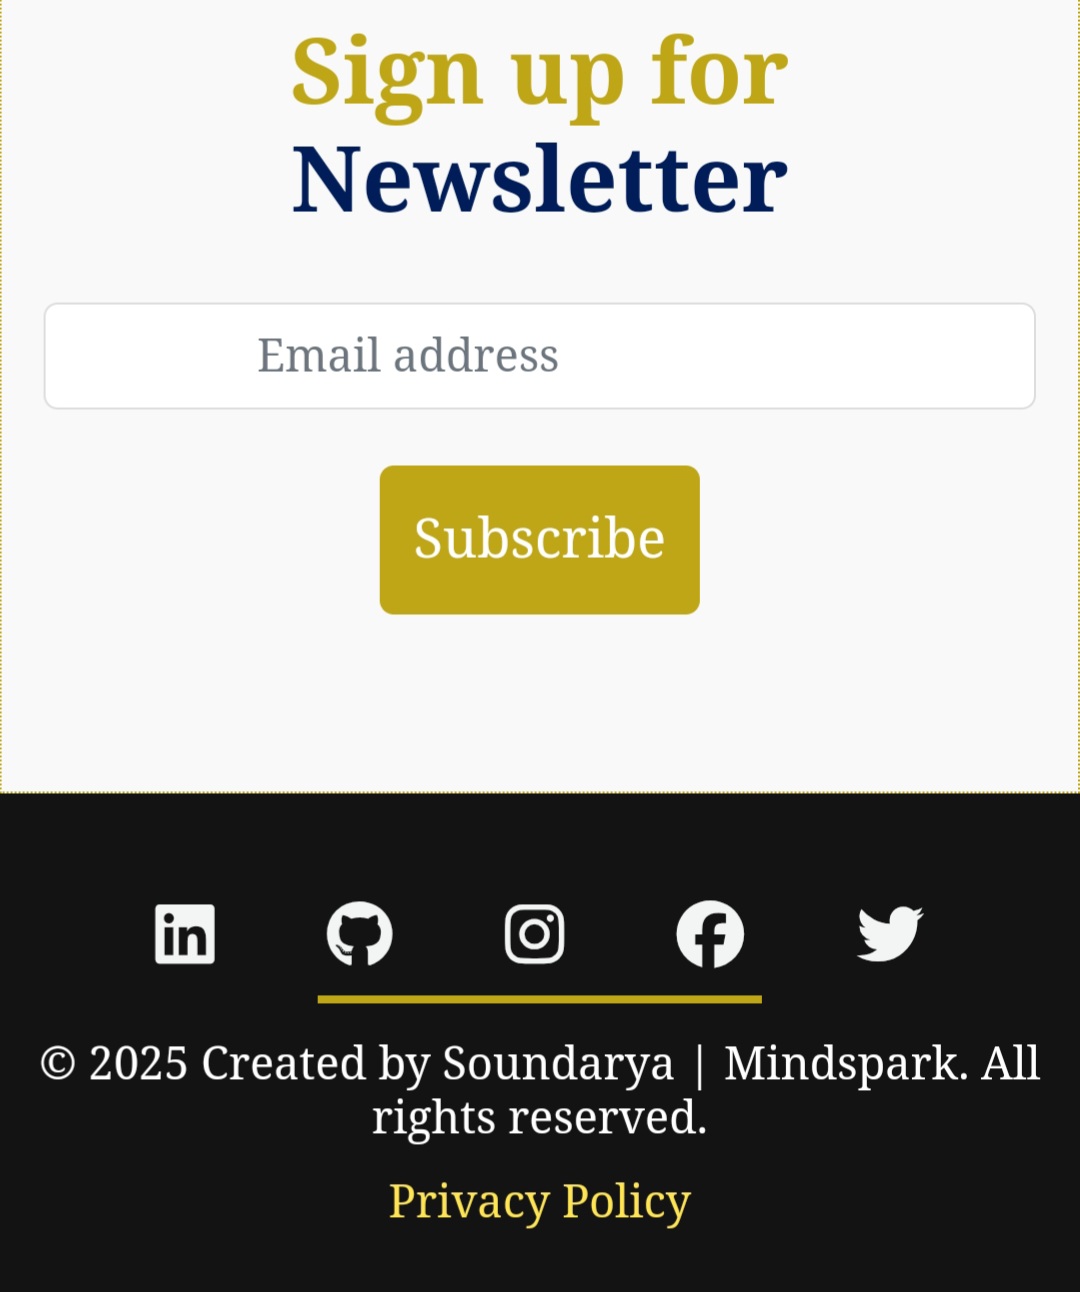 Sign up for
Newsletter
Email address
Subscribe
© 2025 Created by Soundarya | Mindspark. All
rights reserved.
Privacy Policy